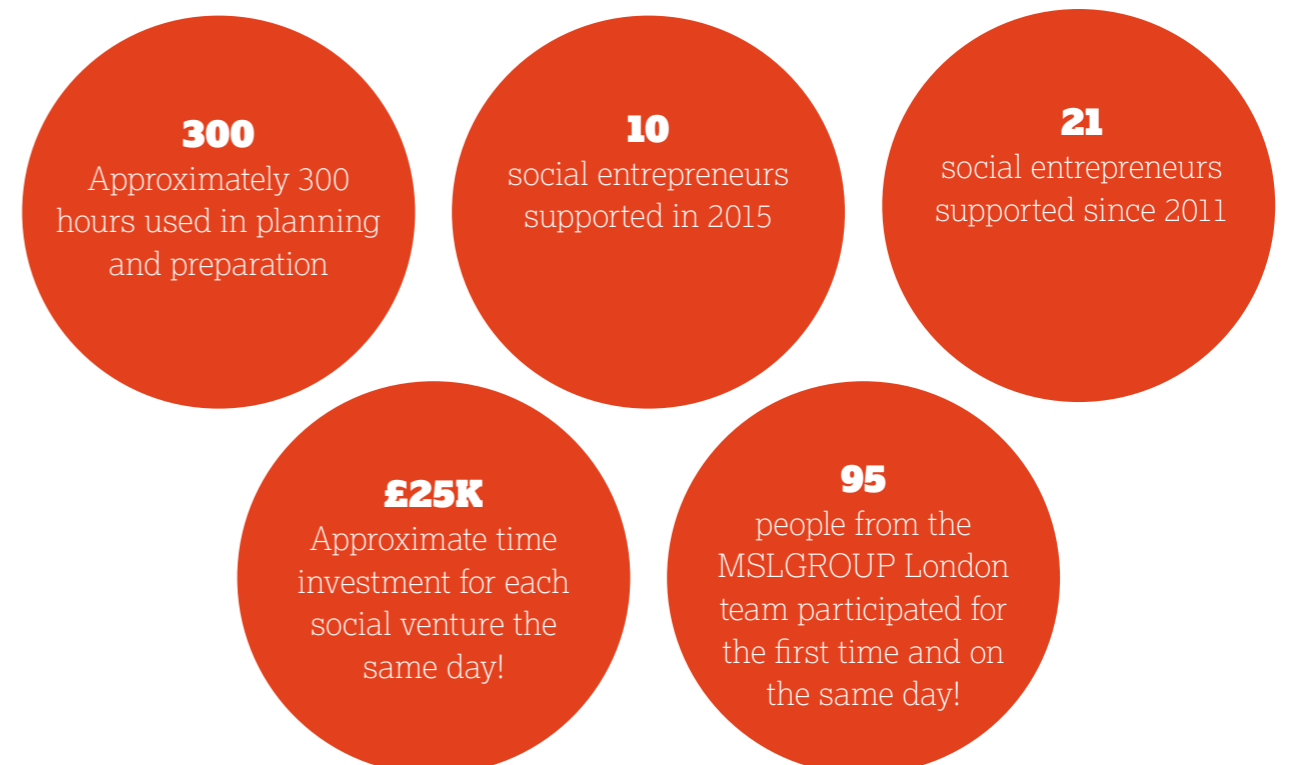 300
Approximately 300
hours used in planning
and preparation
10
social entrepreneurs
supported in 2015
21
social entrepreneurs
supported since 2011
£25K
Approximate time
investment for each
social venture the
same day!
95
people from the
MSLGROUP London
team participated for
the first time and on
the same day!